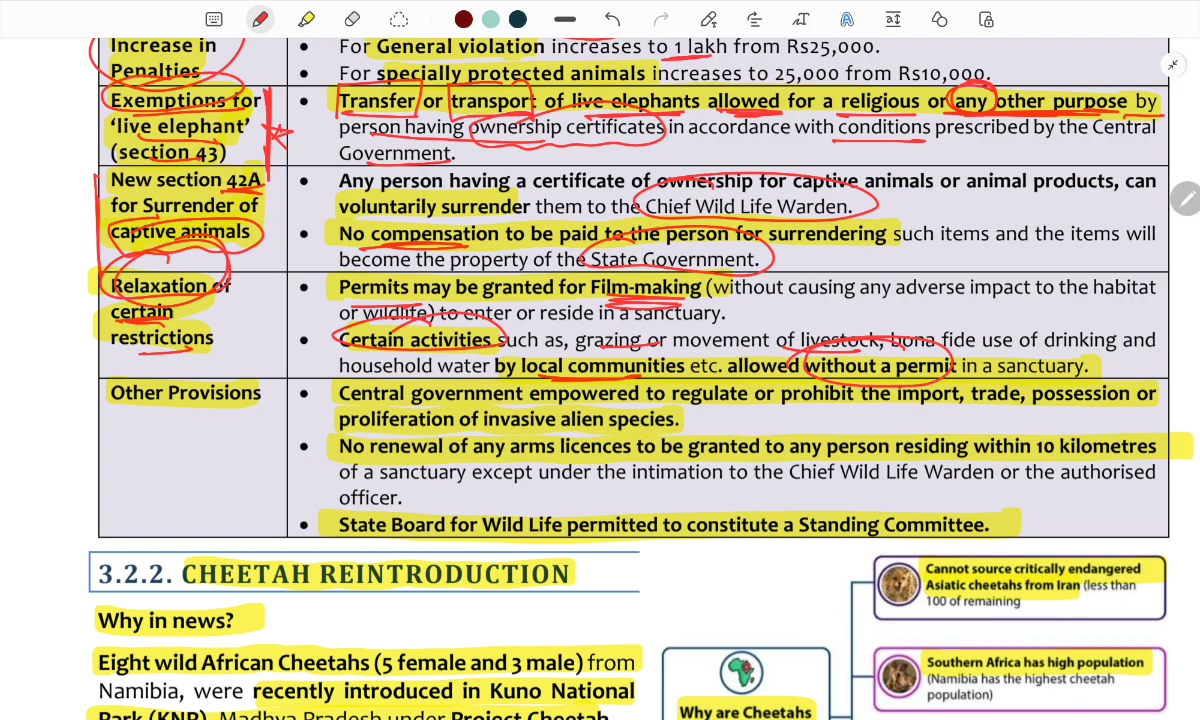 Increase in
Penalties
• For General violation increases to 1 lakh from Rs25,000.
• For specially protected animals increases to 25,000 from Rs10,000.
Exemptions for
‘live elephant’
(section 43)
• Transfer or transport of live elephants allowed for a religious or any other purpose by
person having ownership certificates in accordance with conditions prescribed by the Central
Government.
New section 42A
for Surrender of
captive animals
• Any person having a certificate of ownership for captive animals or animal products, can
voluntarily surrender them to the Chief Wild Life Warden.
• No compensation to be paid to the person for surrendering such items and the items will
become the property of the State Government.
Relaxation of
certain
restrictions
• Permits may be granted for Film-making (without causing any adverse impact to the habitat
or wildlife) to enter or reside in a sanctuary.
• Certain activities such as, grazing or movement of livestock, bona fide use of drinking and
household water by local communities etc. allowed without a permit in a sanctuary.
Other Provisions
• Central government empowered to regulate or prohibit the import, trade, possession or
proliferation of invasive alien species.
• No renewal of any arms licences to be granted to any person residing within 10 kilometres
of a sanctuary except under the intimation to the Chief Wild Life Warden or the authorised
officer.
• State Board for Wild Life permitted to constitute a Standing Committee.
3.2.2. CHEETAH REINTRODUCTION
Why in news?
Eight wild African Cheetahs (5 female and 3 male) from
Namibia, were recently introduced in Kuno National
Park (KNP), Madhya Pradesh under Project Cheetah.
Cannot source critically endangered
Asiatic cheetahs from Iran (less than
100 of remaining
Southern Africa has high population
(Namibia has the highest cheetah
population)
Why are Cheetahs